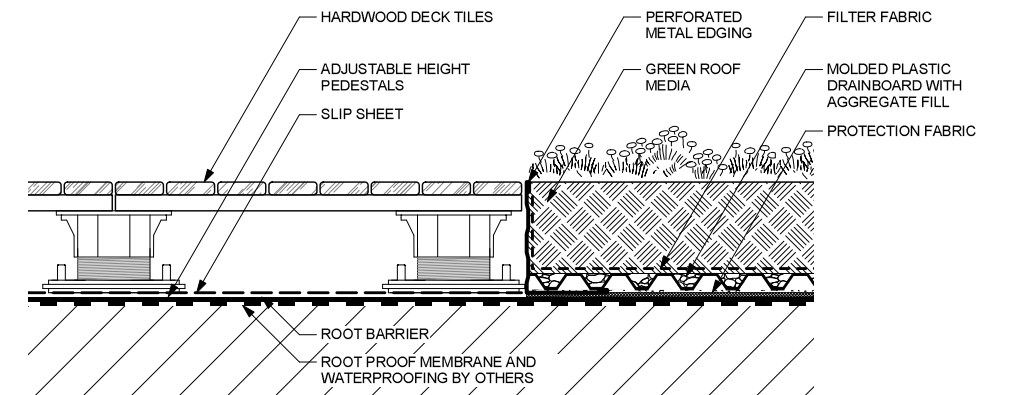 HARDWOOD DECK TILES
ADJUSTABLE HEIGHT
PEDESTALS
SLIP SHEET
PERFORATED
METAL EDGING
GREEN ROOF
MEDIA
FILTER FABRIC
MOLDED PLASTIC
DRAINBOARD WITH
AGGREGATE FILL
PROTECTION FABRIC
ROOT BARRIER
ROOT PROOF MEMBRANE AND
WATERPROOFING BY OTHERS